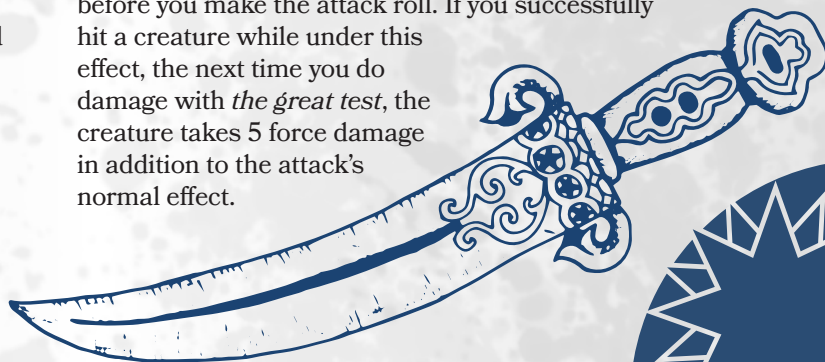 before you make the attack roll. If you successfully
hit a creature while under this
effect, the next time you do
damage with the great test, the
creature takes 5 force damage
in addition to the attack’s
normal effect.